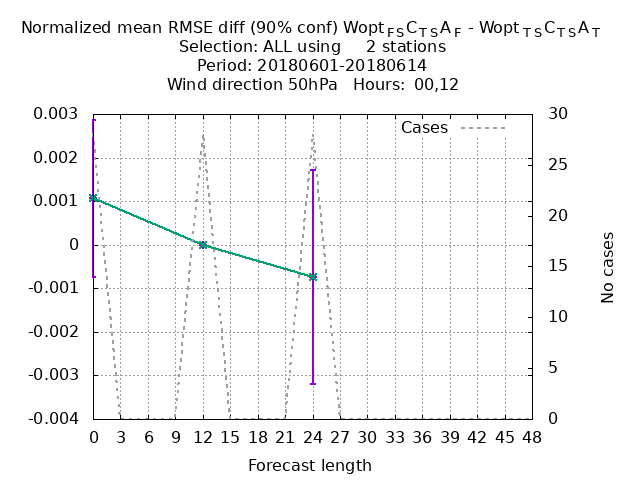 Normalized mean RMSE diff (90% conf) Wopt FS C TS A F - Wopt TS C TS A T
Selection: ALL using 2 stations
Period: 20180601-20180614
Wind direction 50hPa Hours: 00,12
Cases
0.003
0.002
0.001
0
-0.001
-0.002
-0.003
-0.004
30
25
20
15
10
5
0
No cases
0 3 6 9 12 15 18 21 24 27 30 33 36 39 42 45 48
Forecast length